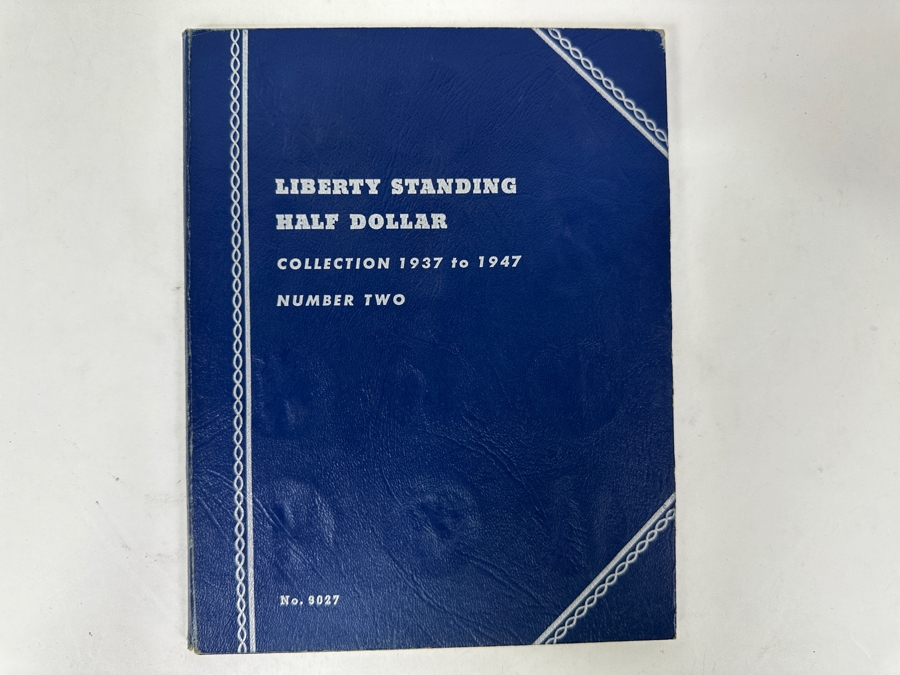 LIBERTY STANDING
HALF DOLLAR
COLLECTION 1937 to 1947
NUMBER TWO
No. 9027